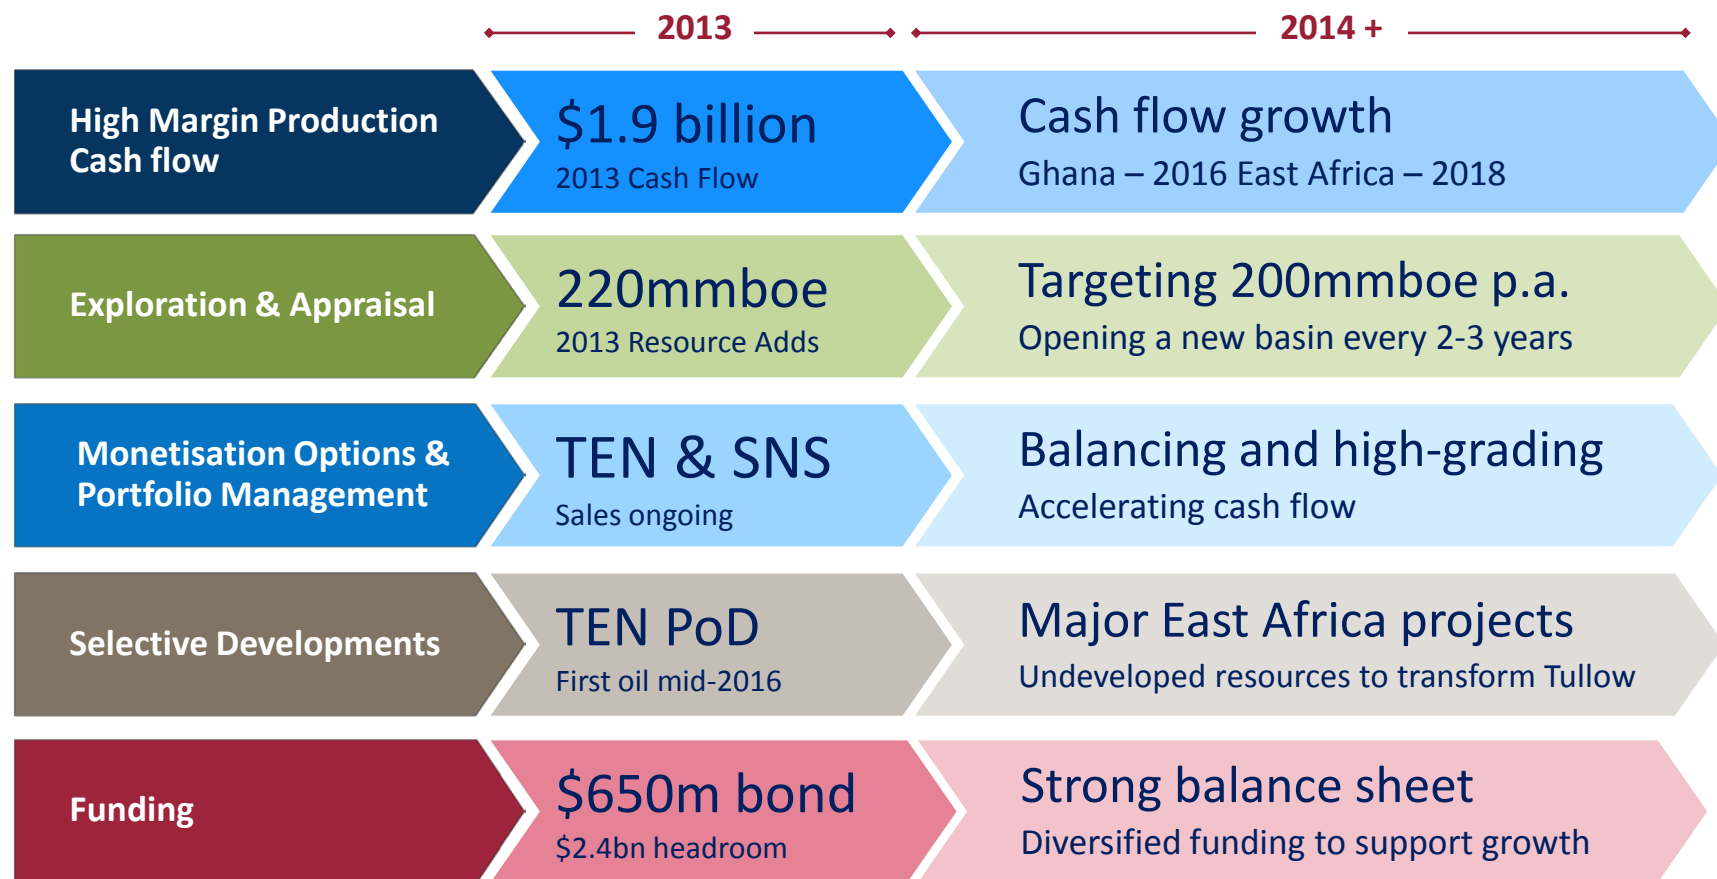 2013
2014 +
High Margin Production
Cash flow
$1.9 billion
2013 Cash Flow
Cash flow growth
Ghana – 2016 East Africa – 2018
Exploration & Appraisal
220mmboe
2013 Resource Adds
Targeting 200mmboe p.a.
Opening a new basin every 2-3 years
Monetisation Options &
Portfolio Management
TEN & SNS
Sales ongoing
Balancing and high-grading
Accelerating cash flow
Selective Developments
TEN PoD
First oil mid-2016
Major East Africa projects
Undeveloped resources to transform Tullow
Funding
$650m bond
$2.4bn headroom
Strong balance sheet
Diversified funding to support growth